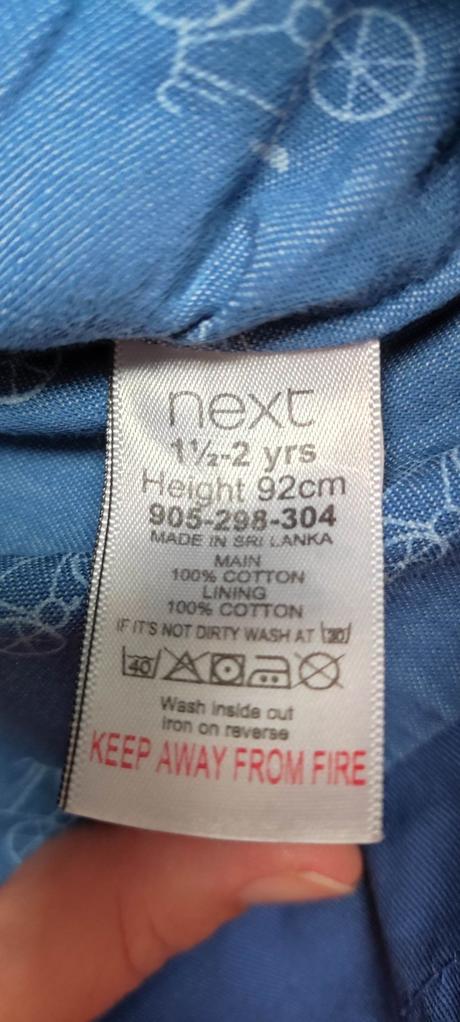 next
1½-2 yrs
Height 92cm
905-298-304
MADE IN SRI LANKA
MAIN
100% COTTON
LINING
100% COTTON
IF IT'S NOT DIRTY WASH AT 30
40
Wash inside out
iron on reverse
KEEP AWAY FROM FIRE